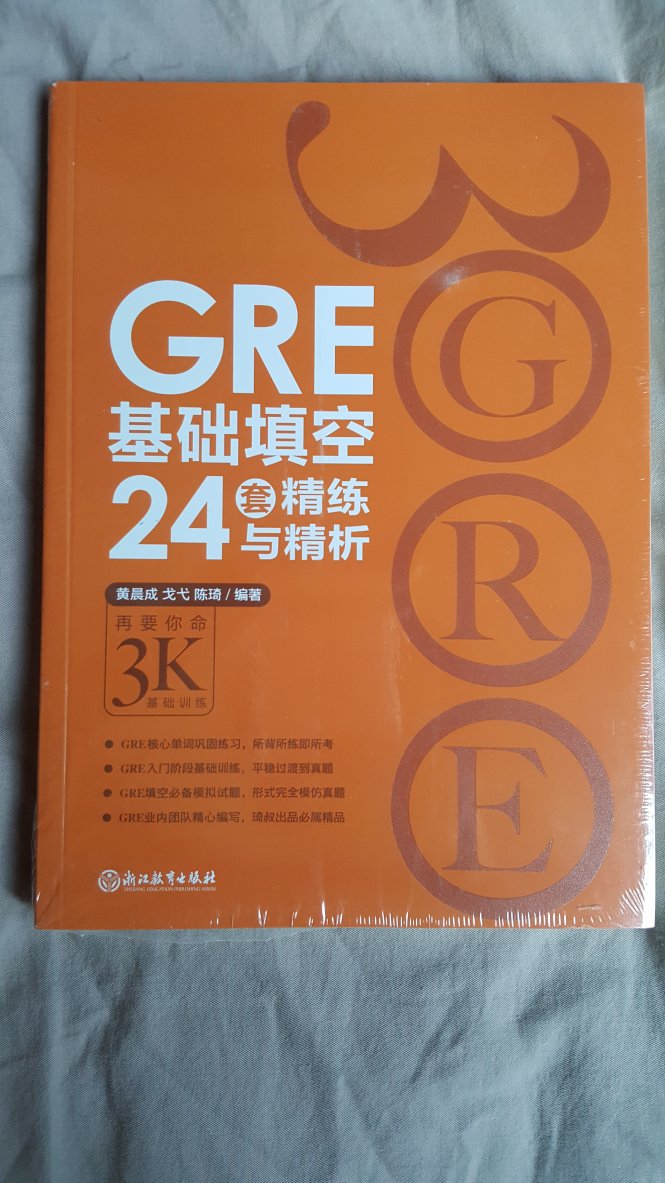 3
G
R
E
GRE
基础填空
24套精练
与精析
黄晨成 戈弋 陈琦 / 编著
再要你命
3K
基础训练
● GRE核心单词巩固练习，所背所练即所考
● GRE入门阶段基础训练，平稳过渡到真题
● GRE填空必备模拟试题，形式完全模仿真题
● GRE业内团队精心编写，琦叔出品必属精品
浙江教育出版社
ZHEJIANG EDUCATION PUBLISHING HOUSE